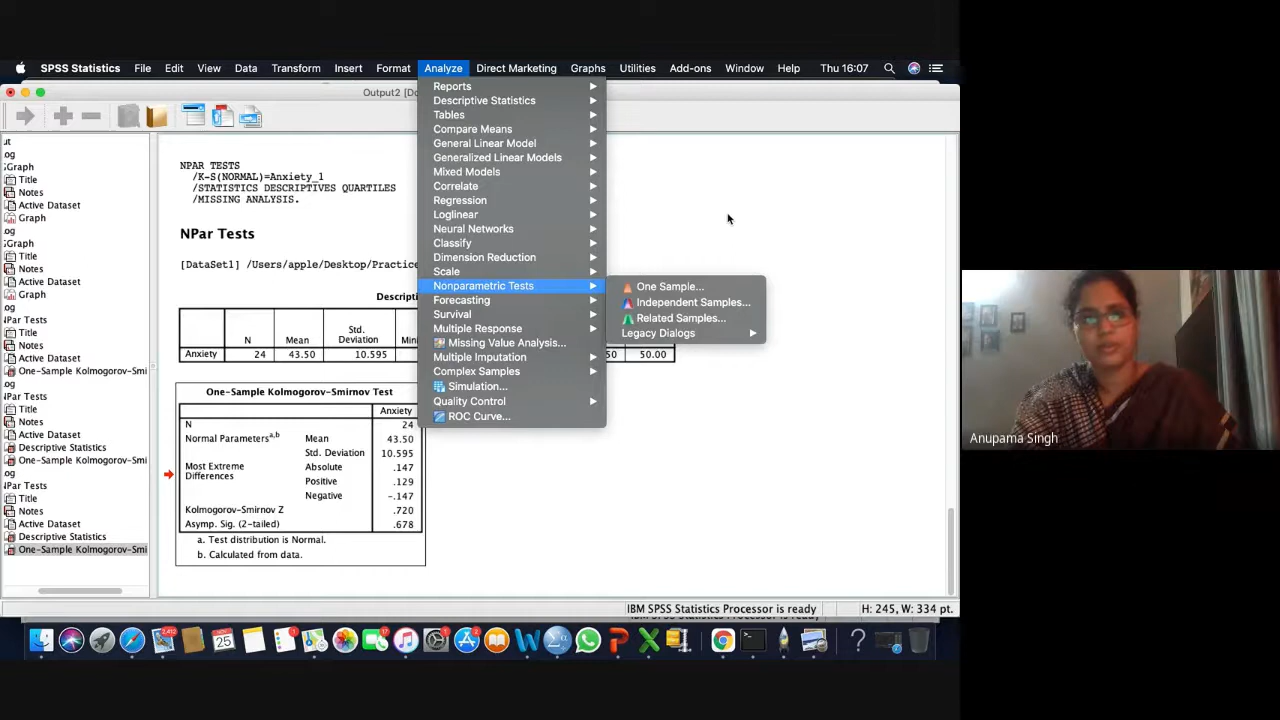 SPSS Statistics File Edit View Data Transform Insert Format Analyze Direct Marketing Graphs Utilities Add-ons Window Help Thu 16:07
Output2 [Do
Reports
Descriptive Statistics
Tables
Compare Means
General Linear Model
Generalized Linear Models
Mixed Models
Correlate
Regression
Loglinear
Neural Networks
Classify
Dimension Reduction
Scale
Nonparametric Tests
Forecasting
Survival
Multiple Response
Missing Value Analysis...
Multiple Imputation
Complex Samples
Simulation...
Quality Control
ROC Curve...
One Sample...
Independent Samples...
Related Samples...
Legacy Dialogs
ut
og
Graph
Title
Notes
Active Dataset
Graph
og
Graph
Title
Notes
Active Dataset
Graph
Par Tests
Title
Notes
Active Dataset
One-Sample Kolmogorov-Smi
og
Par Tests
Title
Notes
Active Dataset
Descriptive Statistics
One-Sample Kolmogorov-Smi
og
Par Tests
Title
Notes
Active Dataset
Descriptive Statistics
One-Sample Kolmogorov-Smi
NPAR TESTS
/K-S(NORMAL)=Anxiety_1
/STATISTICS DESCRIPTIVES QUARTILES
/MISSING ANALYSIS.
NPar Tests
[DataSet1] /Users/apple/Desktop/Practice
Descripti
N Mean Std. Deviation Mini
Anxiety 24 43.50 10.595 50 50.00
One-Sample Kolmogorov-Smirnov Test
Anxiety
N 24
Normal Parametersa,b Mean 43.50
Std. Deviation 10.595
Most Extreme Differences Absolute .147
Positive .129
Negative -.147
Kolmogorov-Smirnov Z .720
Asymp. Sig. (2-tailed) .678
a. Test distribution is Normal.
b. Calculated from data.
IBM SPSS Statistics Processor is ready H: 245, W: 334 pt.
Anupama Singh